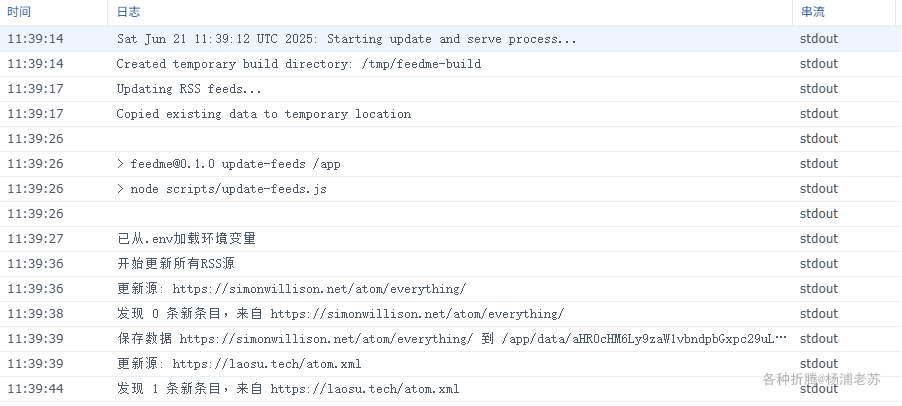 时间 日志 串流
11:39:14 Sat Jun 21 11:39:12 UTC 2025: Starting update and serve process... stdout
11:39:14 Created temporary build directory: /tmp/feedme-build stdout
11:39:17 Updating RSS feeds... stdout
11:39:17 Copied existing data to temporary location stdout
11:39:26 stdout
11:39:26 > feedme@0.1.0 update-feeds /app stdout
11:39:26 > node scripts/update-feeds.js stdout
11:39:26 stdout
11:39:27 已从.env加载环境变量 stdout
11:39:36 开始更新所有RSS源 stdout
11:39:36 更新源: https://simonwillison.net/atom/everything/ stdout
11:39:38 发现 0 条新条目，来自 https://simonwillison.net/atom/everything/ stdout
11:39:39 保存数据 https://simonwillison.net/atom/everything/ 到 /app/data/aHR0cHM6Ly9zaW1vbndpbGxpc29uL… stdout
11:39:39 更新源: https://laosu.tech/atom.xml stdout
11:39:44 发现 1 条新条目，来自 https://laosu.tech/atom.xml stdout
各种折腾@杨浦老苏